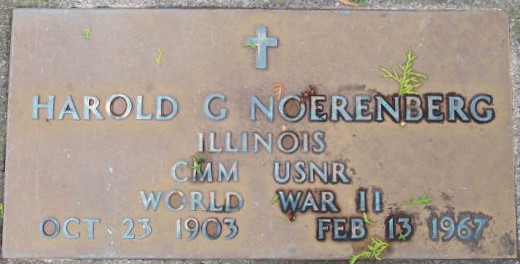 HAROLD G NOERENBERG
ILLINOIS
CMM USNR
WORLD WAR II
OCT 23 1903 FEB 13 1967